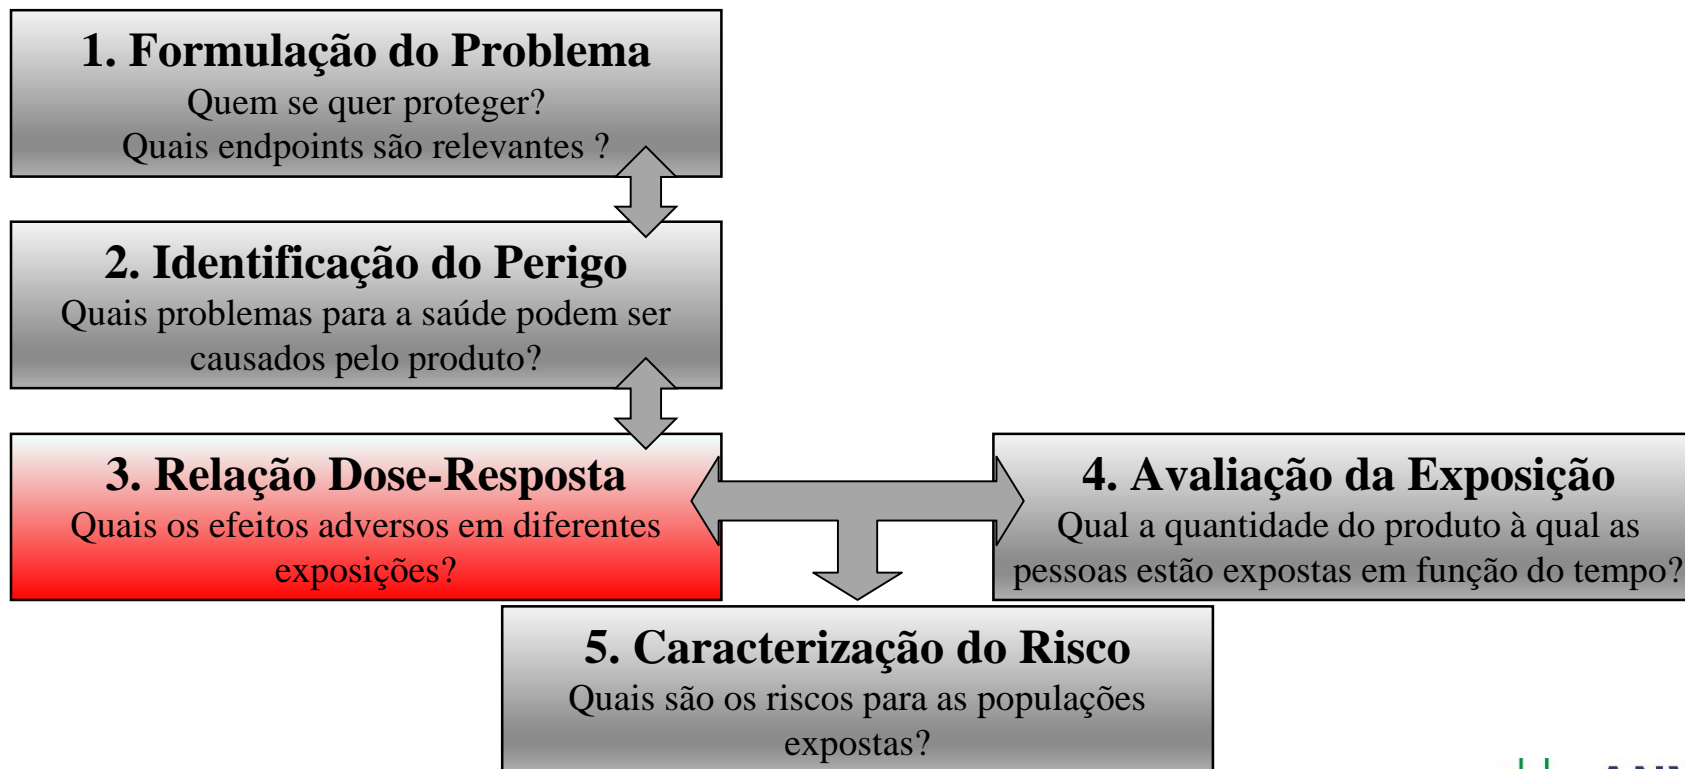 1. Formulação do Problema
Quem se quer proteger?
Quais endpoints são relevantes ?
2. Identificação do Perigo
Quais problemas para a saúde podem ser
causados pelo produto?
3. Relação Dose-Resposta
Quais os efeitos adversos em diferentes
exposições?
4. Avaliação da Exposição
Qual a quantidade do produto à qual as
pessoas estão expostas em função do tempo?
5. Caracterização do Risco
Quais são os riscos para as populações
expostas?